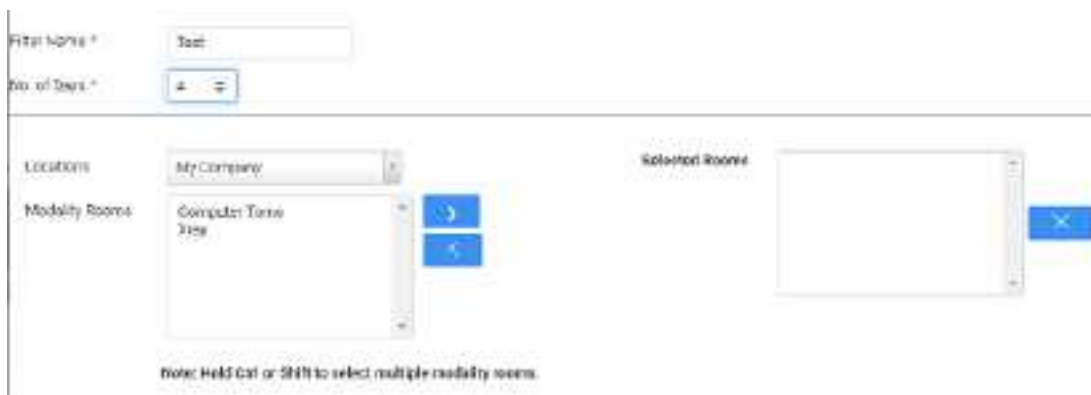 Filter Name *
Test
No. of Days *
4
Locations
My Company
Selected Rooms
Modality Rooms
Computer Tomo
Xray
Note: Hold Ctrl or Shift to select multiple modality rooms.